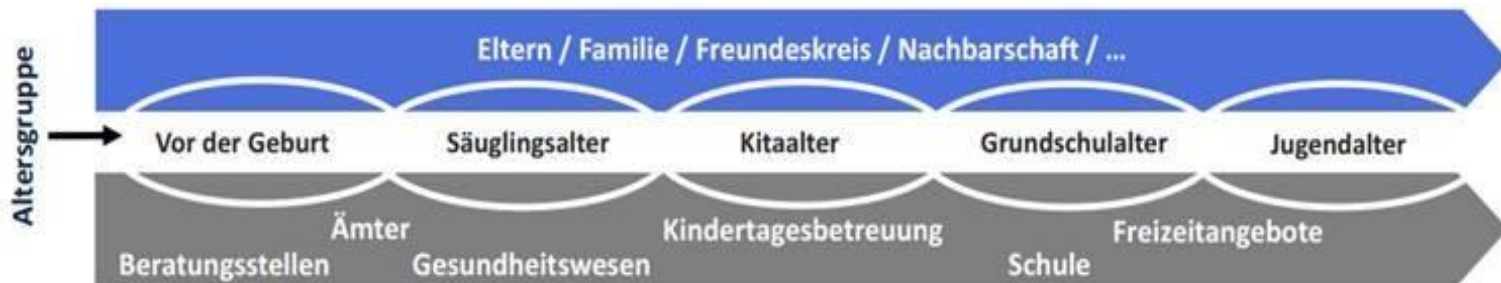 Altersgruppe
Eltern / Familie / Freundeskreis / Nachbarschaft / ...
Vor der Geburt Säuglingsalter Kitaalter Grundschulalter Jugendalter
Ämter Kindertagesbetreuung Freizeitangebote
Beratungsstellen Gesundheitswesen Schule